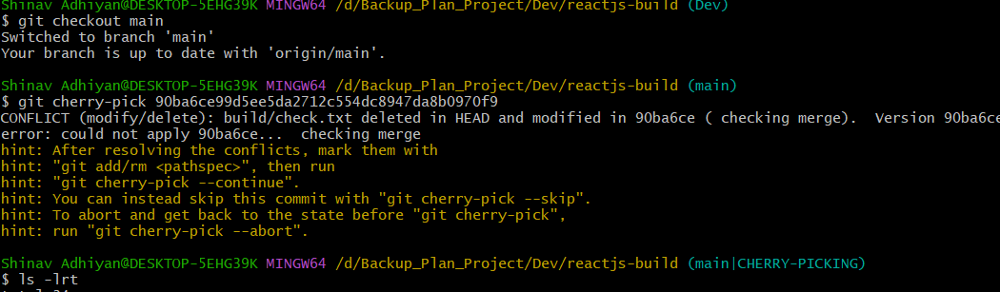 Shinav Adhiyan@DESKTOP-5EHG39K MINGW64 /d/Backup_Plan_Project/Dev/reactjs-build (Dev)
$ git checkout main
Switched to branch 'main'
Your branch is up to date with 'origin/main'.
Shinav Adhiyan@DESKTOP-5EHG39K MINGW64 /d/Backup_Plan_Project/Dev/reactjs-build (main)
$ git cherry-pick 90ba6ce99d5ee5da2712c554dc8947da8b0970f9
CONFLICT (modify/delete): build/check.txt deleted in HEAD and modified in 90ba6ce ( checking merge).  Version 90ba6ce
error: could not apply 90ba6ce...  checking merge
hint: After resolving the conflicts, mark them with
hint: "git add/rm <pathspec>", then run
hint: "git cherry-pick --continue".
hint: You can instead skip this commit with "git cherry-pick --skip".
hint: To abort and get back to the state before "git cherry-pick",
hint: run "git cherry-pick --abort".
Shinav Adhiyan@DESKTOP-5EHG39K MINGW64 /d/Backup_Plan_Project/Dev/reactjs-build (main|CHERRY-PICKING)
$ ls -lrt